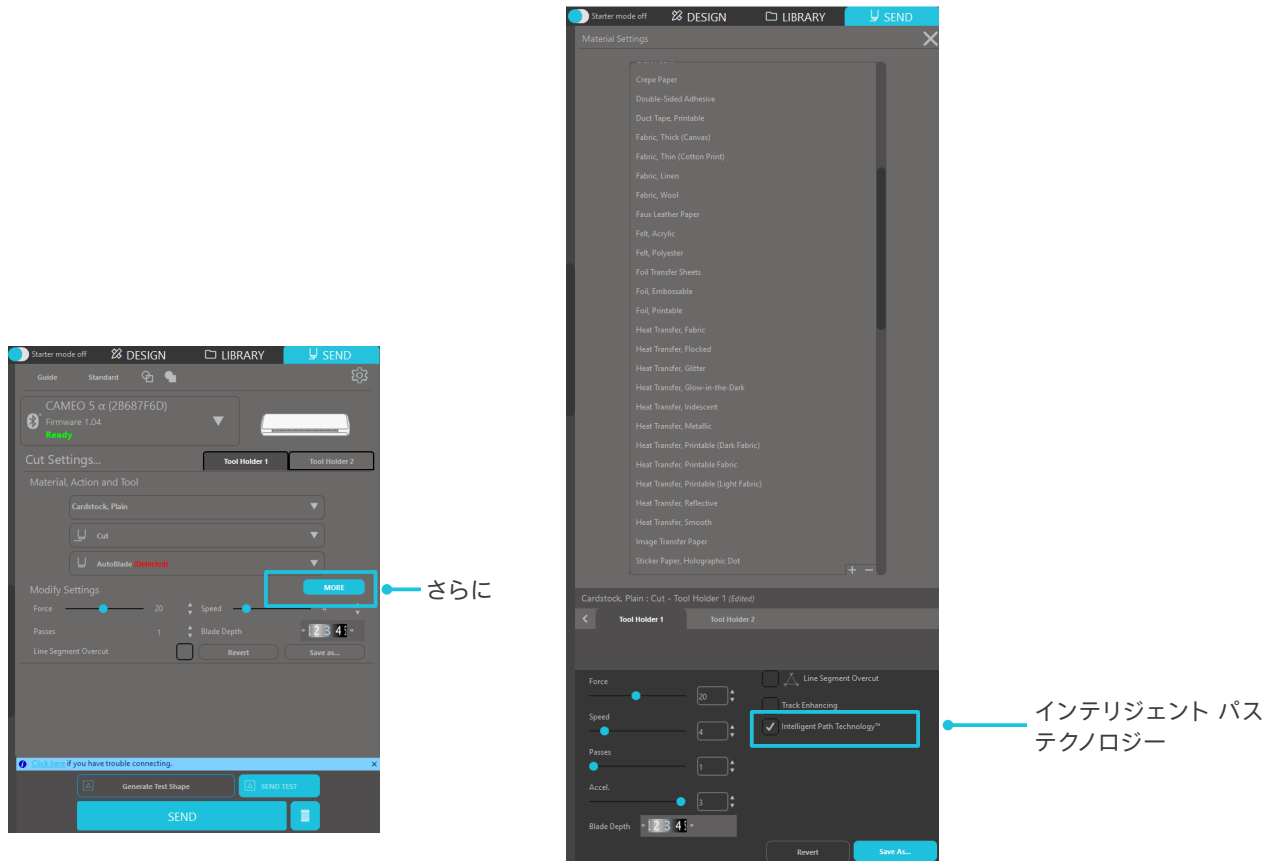 Starter mode off
DESIGN
LIBRARY
SEND
Guide
Standard
CAMEO 5 α (2B687F6D)
Firmware 1.04
Ready
Cut Settings...
Tool Holder 1
Tool Holder 2
Material, Action and Tool
Cardstock, Plain
Cut
AutoBlade (Detected)
MORE
さらに
Modify Settings
Force
20
Speed
4
Passes
1
Blade Depth
2 3 4
Line Segment Overcut
Revert
Save as...
Click here if you have trouble connecting.
Generate Test Shape
SEND TEST
SEND
Starter mode off
DESIGN
LIBRARY
SEND
Material Settings
Crepe Paper
Double-Sided Adhesive
Duct Tape, Printable
Fabric, Thick (Canvas)
Fabric, Thin (Cotton Print)
Fabric, Linen
Fabric, Wool
Faux Leather Paper
Felt, Acrylic
Felt, Polyester
Foil Transfer Sheets
Foil, Embossable
Foil, Printable
Heat Transfer, Fabric
Heat Transfer, Flocked
Heat Transfer, Glitter
Heat Transfer, Glow-in-the-Dark
Heat Transfer, Iridescent
Heat Transfer, Metallic
Heat Transfer, Printable (Dark Fabric)
Heat Transfer, Printable Fabric
Heat Transfer, Printable (Light Fabric)
Heat Transfer, Reflective
Heat Transfer, Smooth
Image Transfer Paper
Sticker Paper, Holographic Dot
Cardstock, Plain : Cut - Tool Holder 1 (Edited)
Tool Holder 1
Tool Holder 2
Force
20
Speed
4
Passes
1
Accel.
3
Blade Depth
2 3 4
Line Segment Overcut
Track Enhancing
Intelligent Path Technology™
インテリジェント パス
テクノロジー
Revert
Save As...